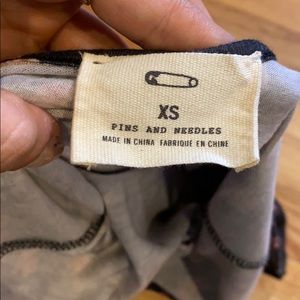 XS
PINS AND NEEDLES
MADE IN CHINA FABRIQUÉ EN CHINE